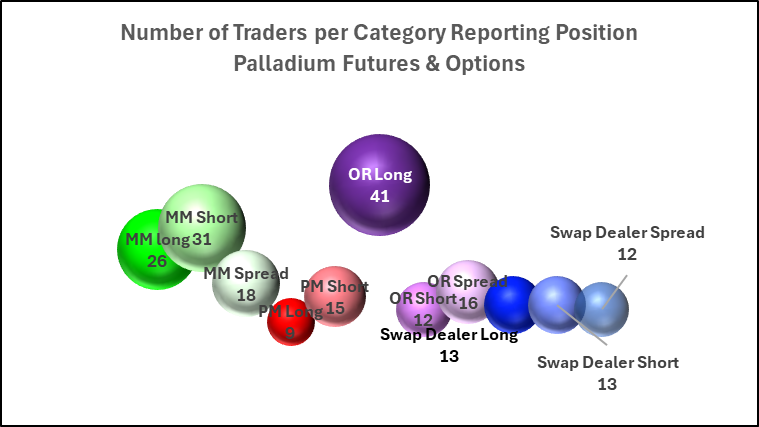 Number of Traders per Category Reporting Position
Palladium Futures & Options
OR Long
41
MM Short
31
MM long
26
MM Spread
18
PM Short
15
PM Long
9
OR Spread
16
OR Short
12
Swap Dealer Long
13
Swap Dealer Spread
12
Swap Dealer Short
13